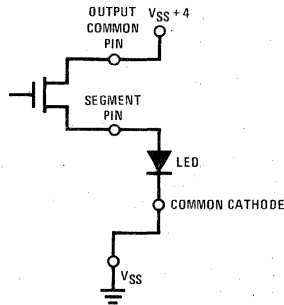 OUTPUT
COMMON
PIN
VSS + 4
SEGMENT
PIN
LED
COMMON CATHODE
VSS